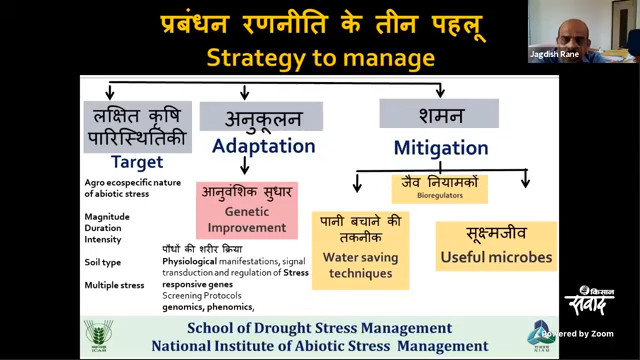 प्रबंधन रणनीति के तीन पहलू
Strategy to manage
Jagdish Rane
लक्षित कृषि
पारिस्थितिकी
Target
Agro ecospecific nature
of abiotic stress
Magnitude
Duration
Intensity
Soil type
Multiple stress
अनुकूलन
Adaptation
आनुवंशिक सुधार
Genetic
Improvement
पौधों की शरीर क्रिया
Physiological manifestations, signal
transduction and regulation of Stress
responsive genes
Screening Protocols
genomics, phenomics,
शमन
Mitigation
जैव नियामकों
Bioregulators
पानी बचाने की
तकनीक
Water saving
techniques
सूक्ष्मजीव
Useful microbes
किसान
संवाद
Powered by Zoom
School of Drought Stress Management
National Institute of Abiotic Stress Management